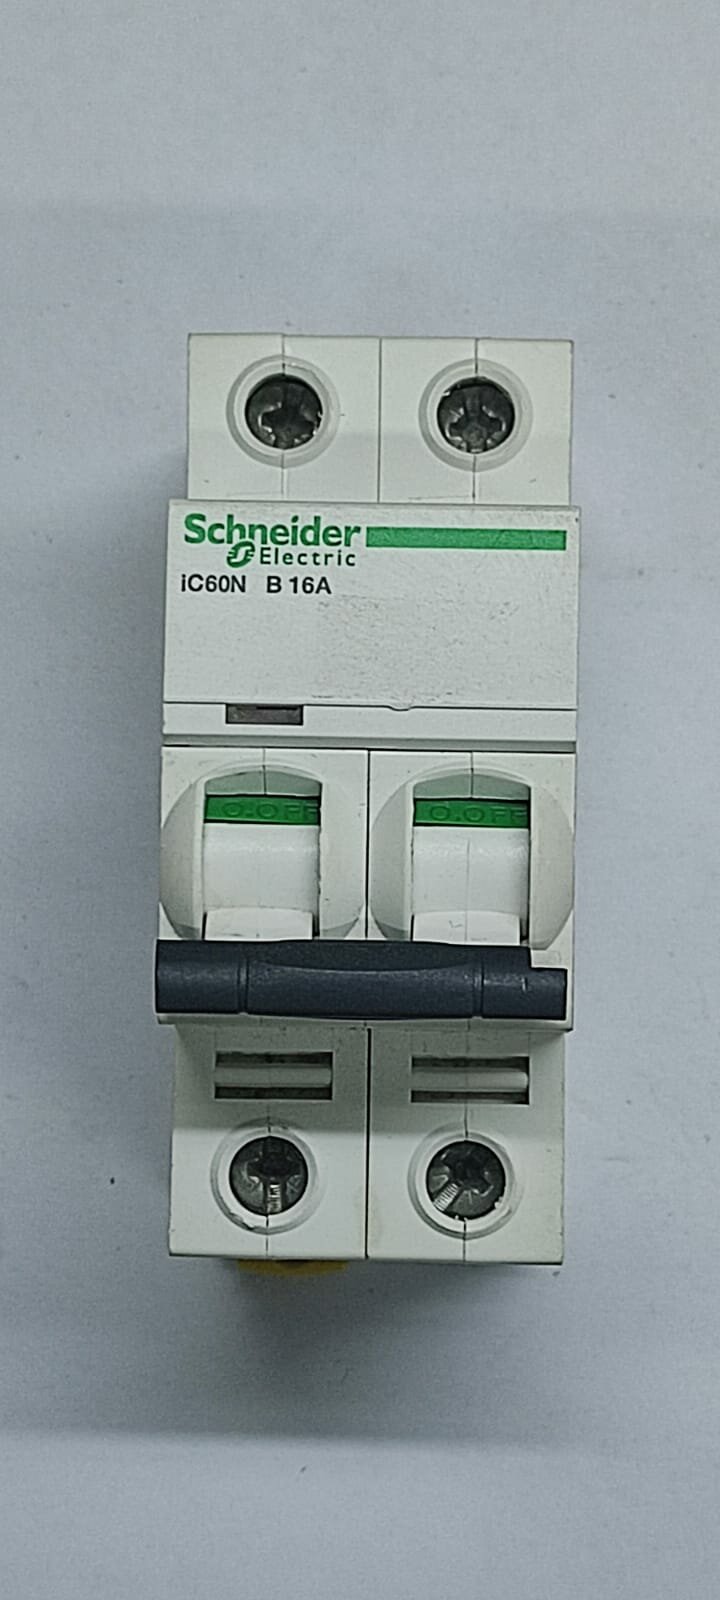 Schneider
Electric
iC60N B 16A
O.OFF O.OFF